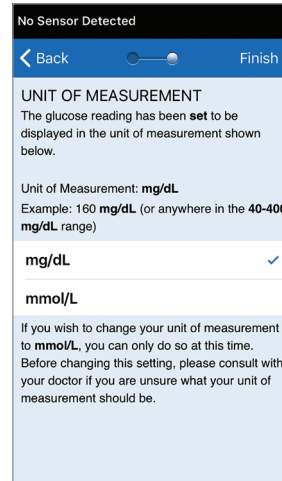 No Sensor Detected
Back
Finish
UNIT OF MEASUREMENT
The glucose reading has been set to be
displayed in the unit of measurement shown
below.
Unit of Measurement: mg/dL
Example: 160 mg/dL (or anywhere in the 40-400
mg/dL range)
mg/dL
mmol/L
If you wish to change your unit of measurement
to mmol/L, you can only do so at this time.
Before changing this setting, please consult with
your doctor if you are unsure what your unit of
measurement should be.